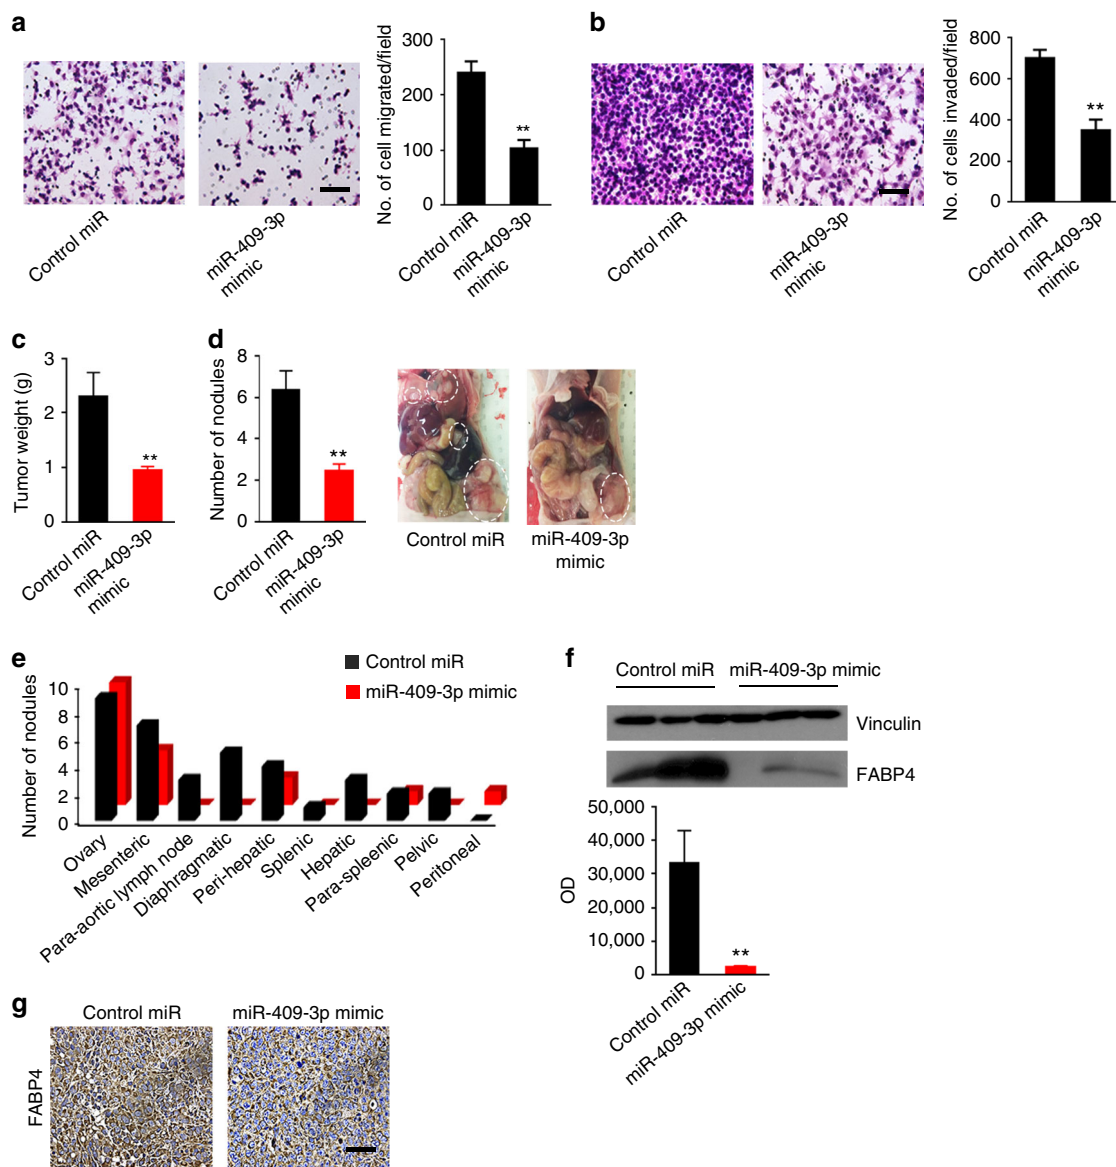 a
No. of cell migrated/field
300
200
100
0
**
Control miR
miR-409-3p
mimic
Control miR
miR-409-3p
mimic
b
No. of cells invaded/field
800
600
400
200
0
**
Control miR
miR-409-3p
mimic
Control miR
miR-409-3p
mimic
c
Tumor weight (g)
3
2
1
0
**
Control miR
miR-409-3p
mimic
d
Number of nodules
8
6
4
2
0
**
Control miR
miR-409-3p
mimic
Control miR
miR-409-3p
mimic
e
Control miR
miR-409-3p mimic
Number of nodules
10
8
6
4
2
0
Ovary
Mesenteric
Para-aortic lymph node
Diaphragmatic
Peri-hepatic
Splenic
Hepatic
Para-spleenic
Pelvic
Peritoneal
f
Control miR
miR-409-3p mimic
Vinculin
FABP4
OD
50,000
40,000
30,000
20,000
10,000
0
**
Control miR
miR-409-3p mimic
g
Control miR
miR-409-3p mimic
FABP4